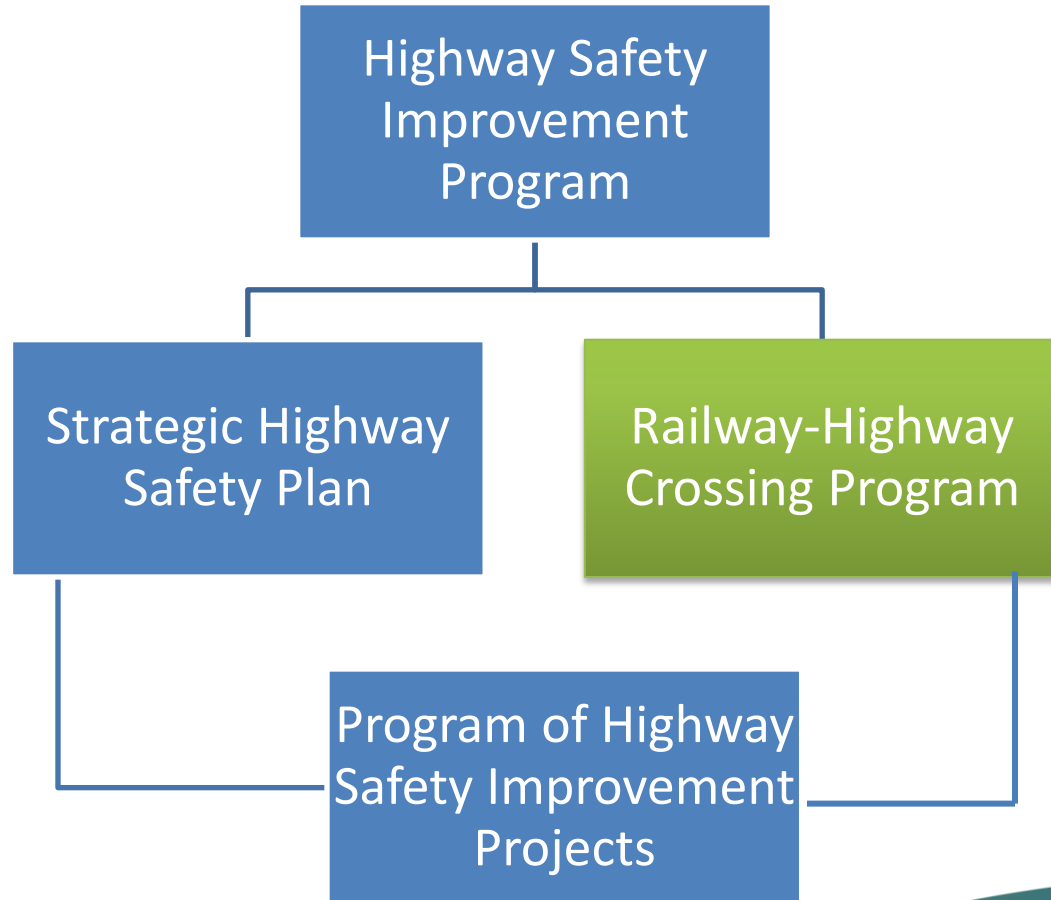 Highway Safety
Improvement
Program
Strategic Highway
Safety Plan
Railway-Highway
Crossing Program
Program of Highway
Safety Improvement
Projects